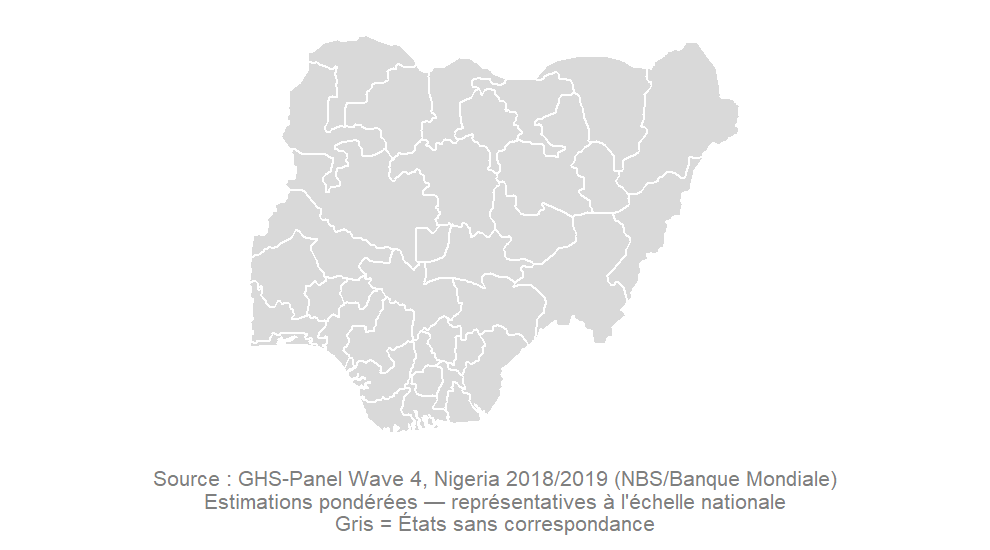 Source : GHS-Panel Wave 4, Nigeria 2018/2019 (NBS/Banque Mondiale)
Estimations pondérées — représentatives à l'échelle nationale
Gris = États sans correspondance